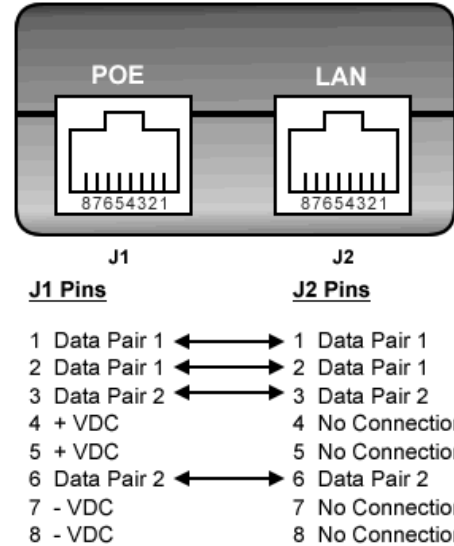 POE LAN
87654321 87654321
J1 J2
J1 Pins J2 Pins
1 Data Pair 1 1 Data Pair 1
2 Data Pair 1 2 Data Pair 1
3 Data Pair 2 3 Data Pair 2
4 + VDC 4 No Connection
5 + VDC 5 No Connection
6 Data Pair 2 6 Data Pair 2
7 - VDC 7 No Connection
8 - VDC 8 No Connection